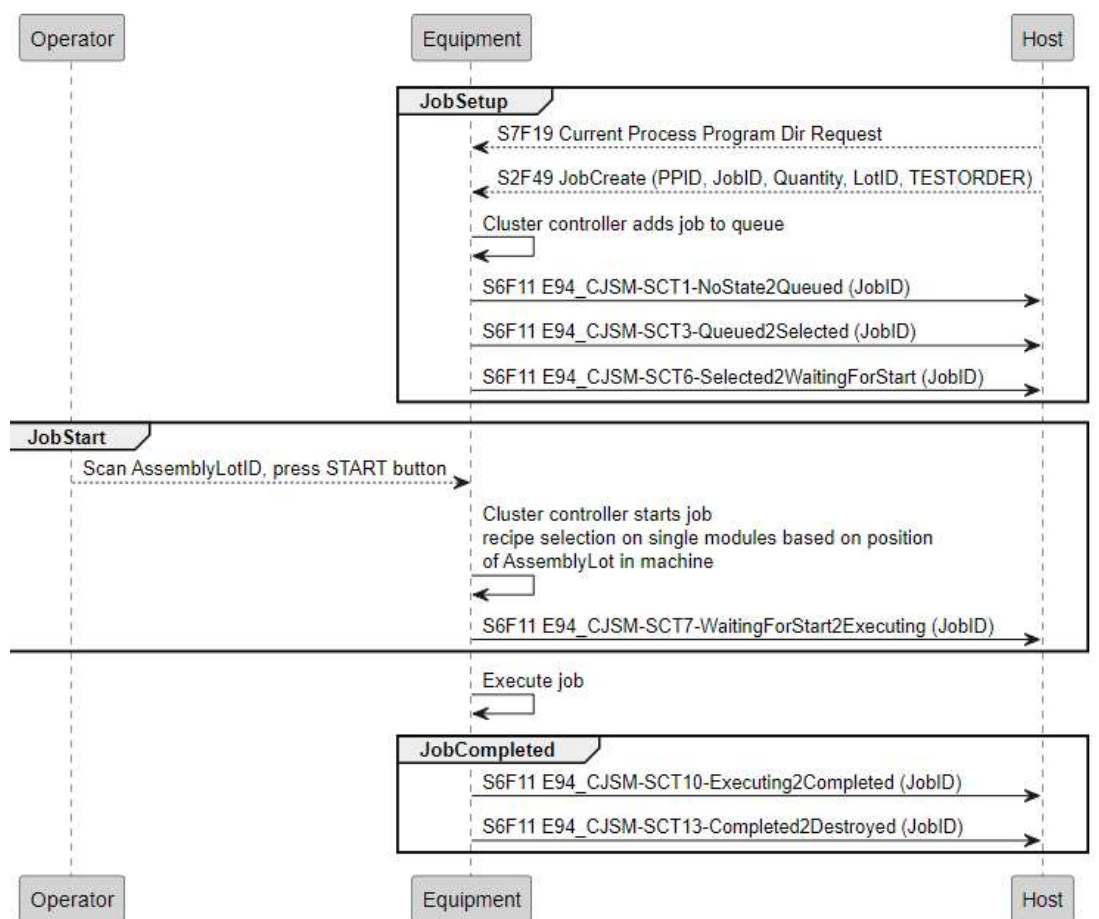 Operator
Equipment
Host
JobSetup
S7F19 Current Process Program Dir Request
S2F49 JobCreate (PPID, JobID, Quantity, LotID, TESTORDER)
Cluster controller adds job to queue
S6F11 E94_CJSM-SCT1-NoState2Queued (JobID)
S6F11 E94_CJSM-SCT3-Queued2Selected (JobID)
S6F11 E94_CJSM-SCT6-Selected2WaitingForStart (JobID)
JobStart
Scan AssemblyLotID, press START button
Cluster controller starts job
recipe selection on single modules based on position
of AssemblyLot in machine
S6F11 E94_CJSM-SCT7-WaitingForStart2Executing (JobID)
Execute job
JobCompleted
S6F11 E94_CJSM-SCT10-Executing2Completed (JobID)
S6F11 E94_CJSM-SCT13-Completed2Destroyed (JobID)
Operator
Equipment
Host